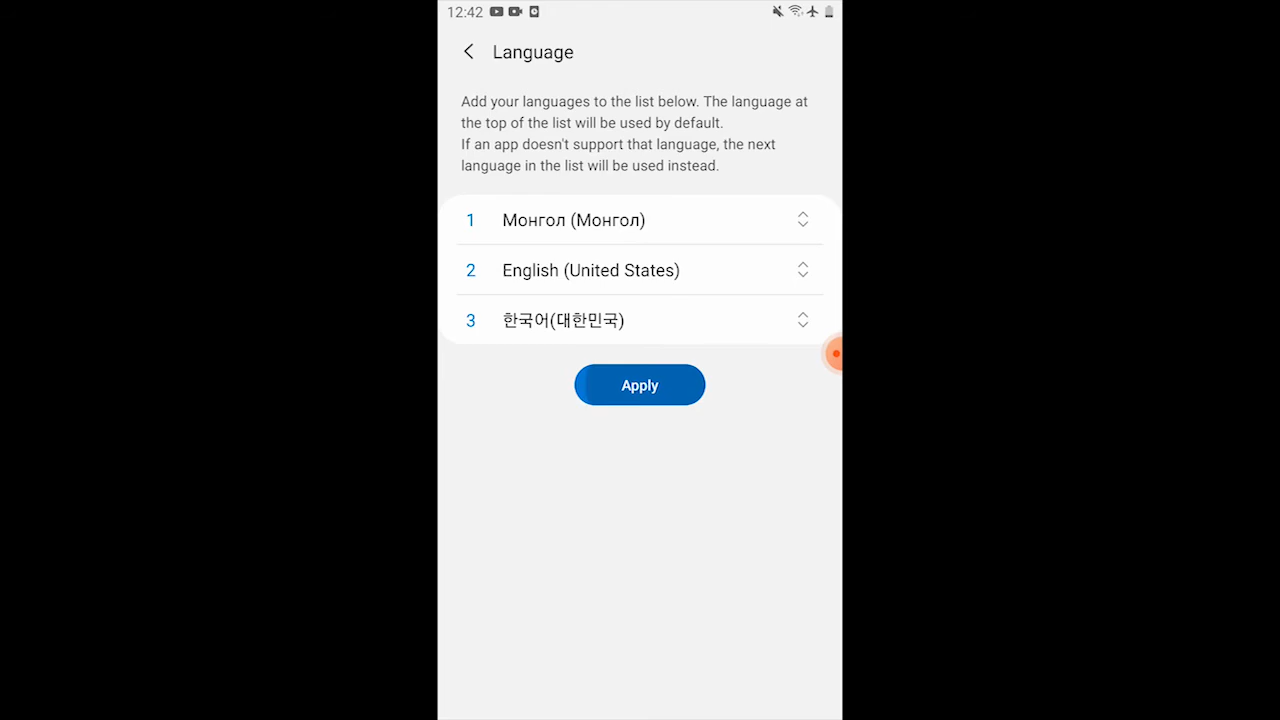 12:42
Language
Add your languages to the list below. The language at
the top of the list will be used by default.
If an app doesn't support that language, the next
language in the list will be used instead.
1 Монгол (Монгол)
2 English (United States)
3 한국어(대한민국)
Apply